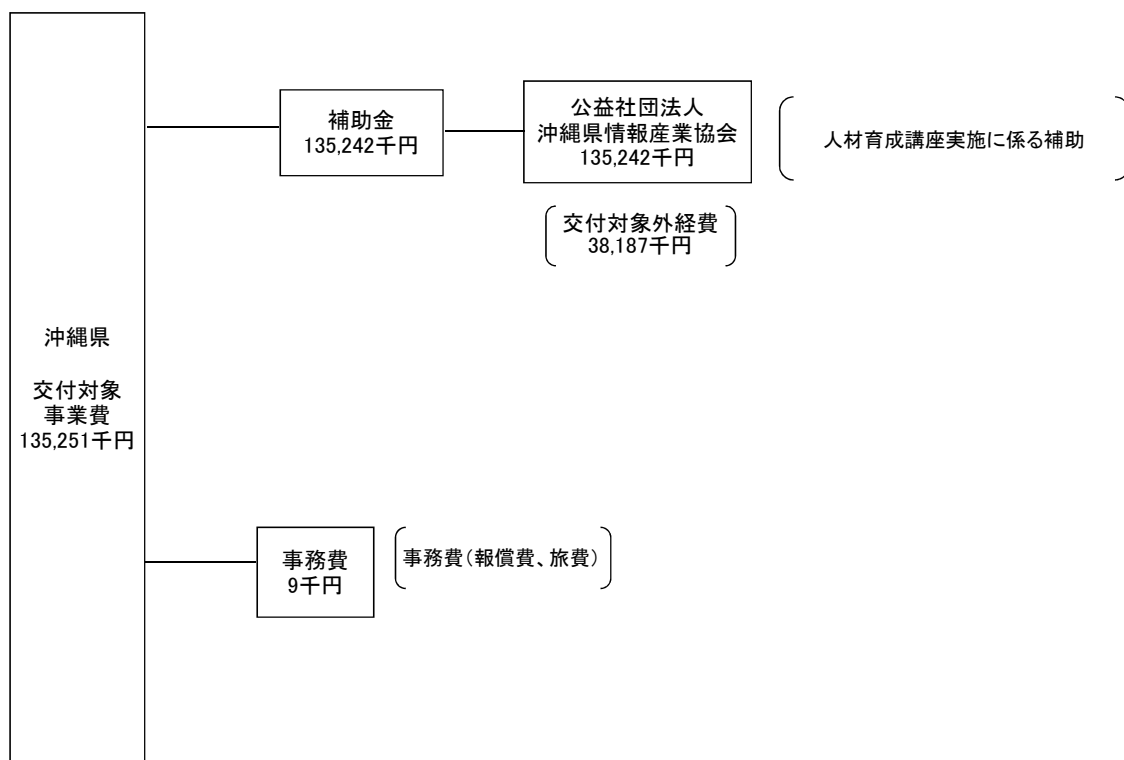 沖縄県
交付対象
事業費
135,251千円
補助金
135,242千円
公益社団法人
沖縄県情報産業協会
135,242千円
人材育成講座実施に係る補助
交付対象外経費
38,187千円
事務費
9千円
事務費(報償費、旅費)